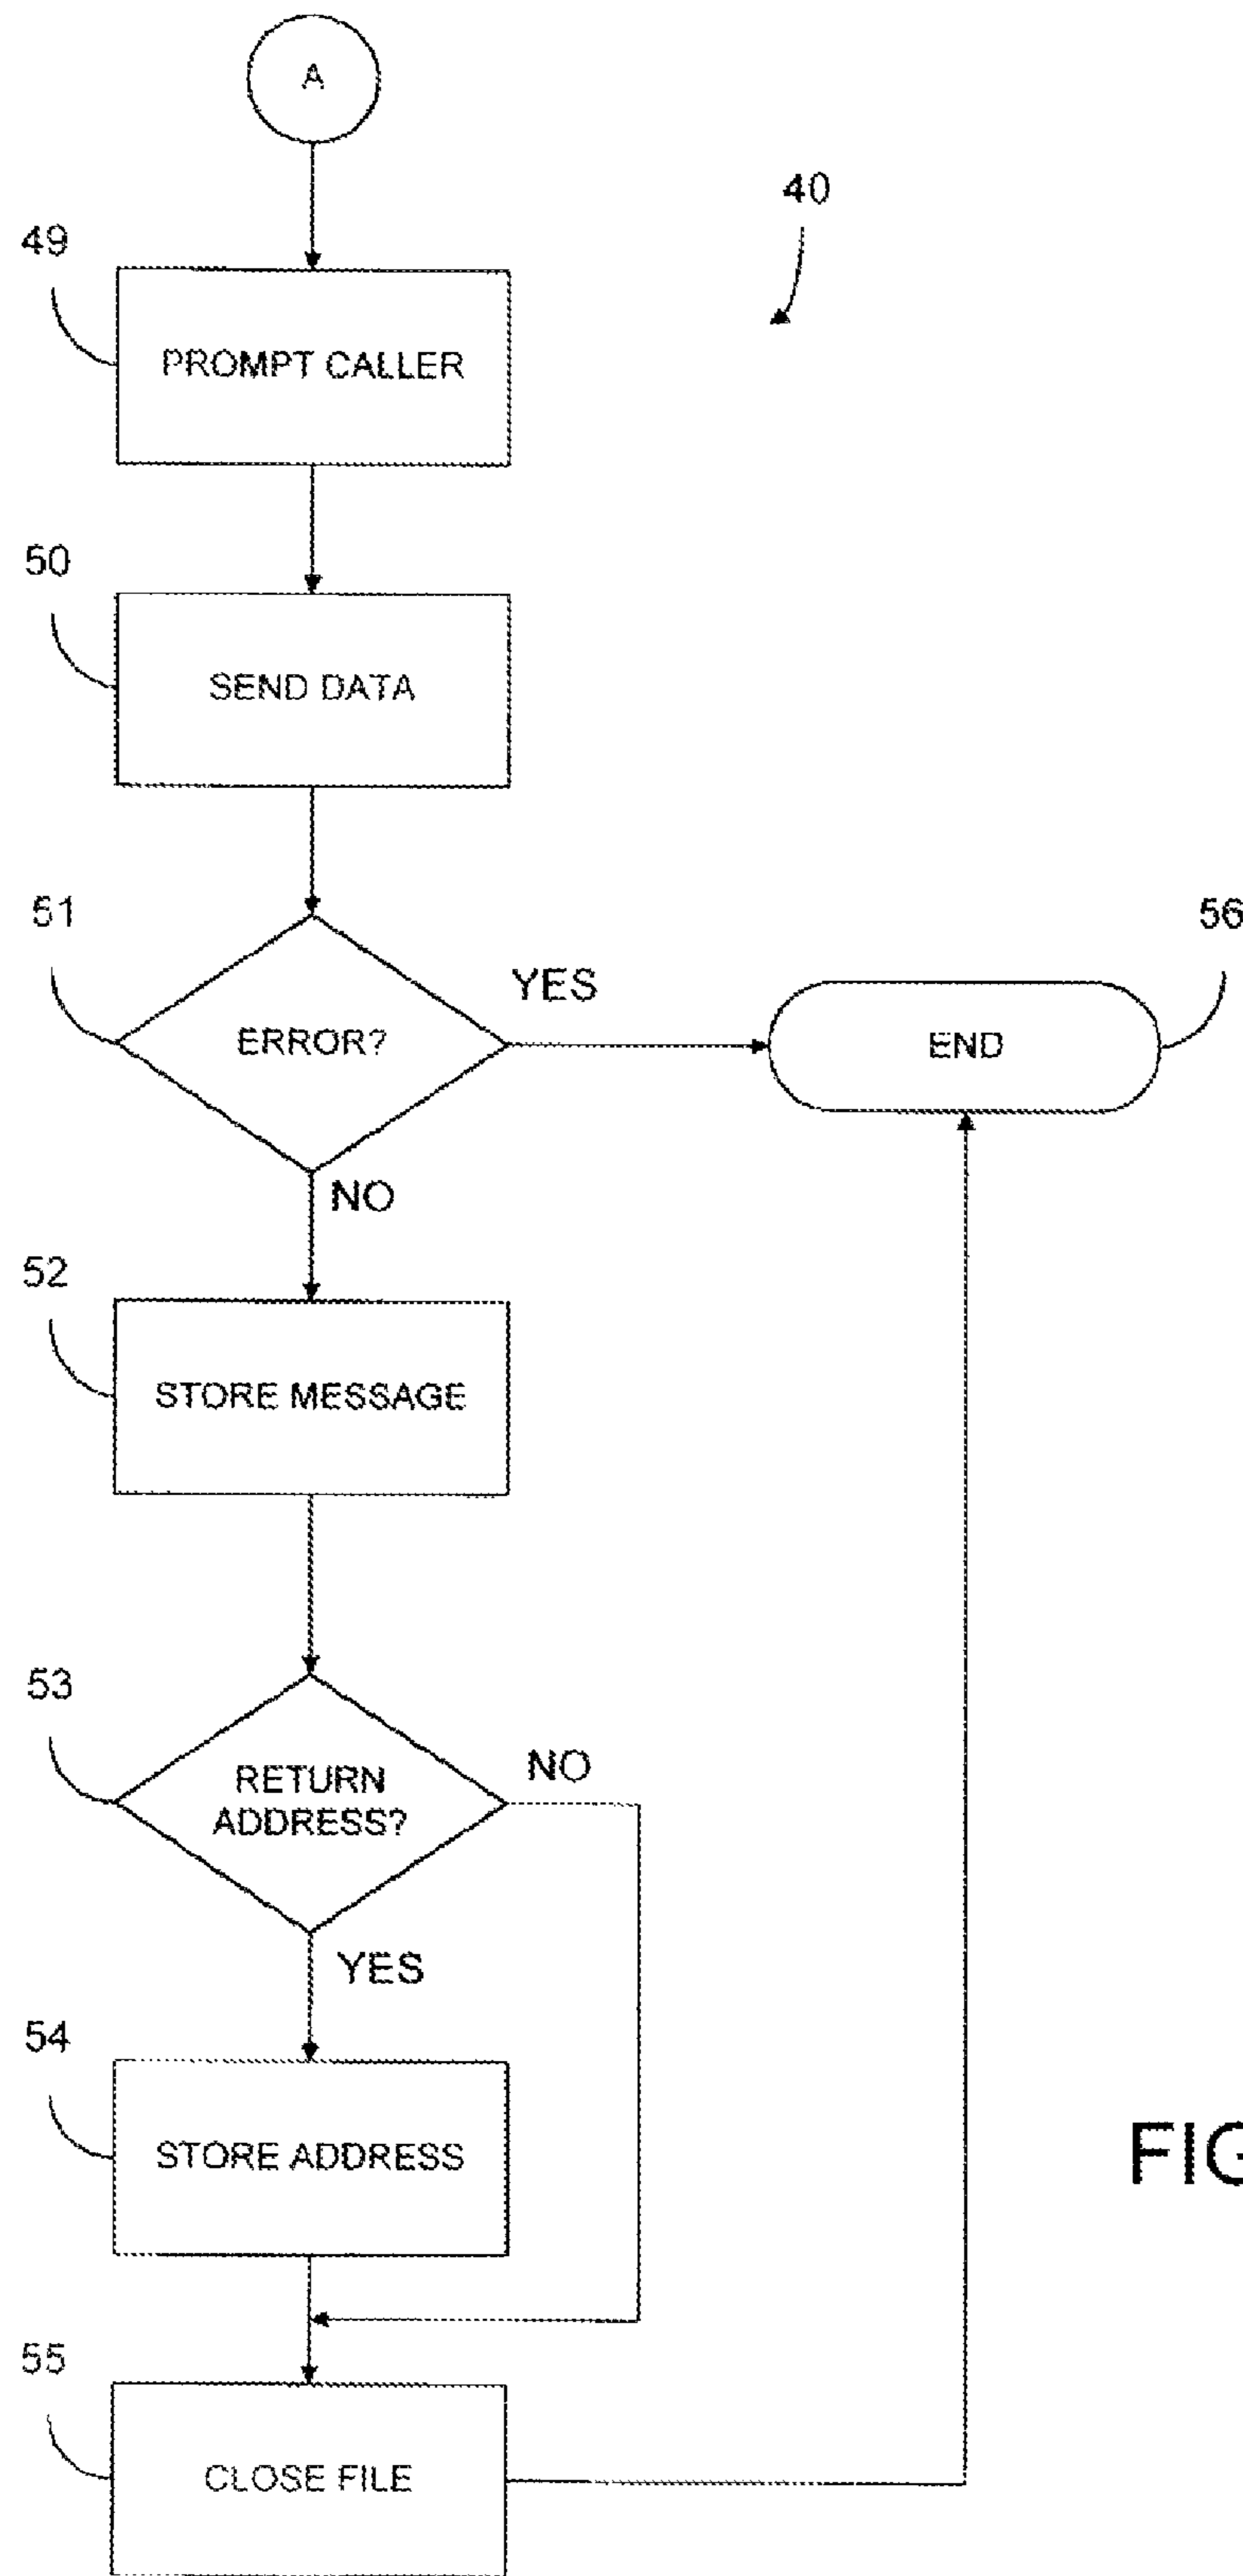 A
40
49
PROMPT CALLER
50
SEND DATA
51
ERROR?
YES
56
END
NO
52
STORE MESSAGE
53
RETURN
ADDRESS?
NO
YES
54
STORE ADDRESS
FIG
55
CLOSE FILE